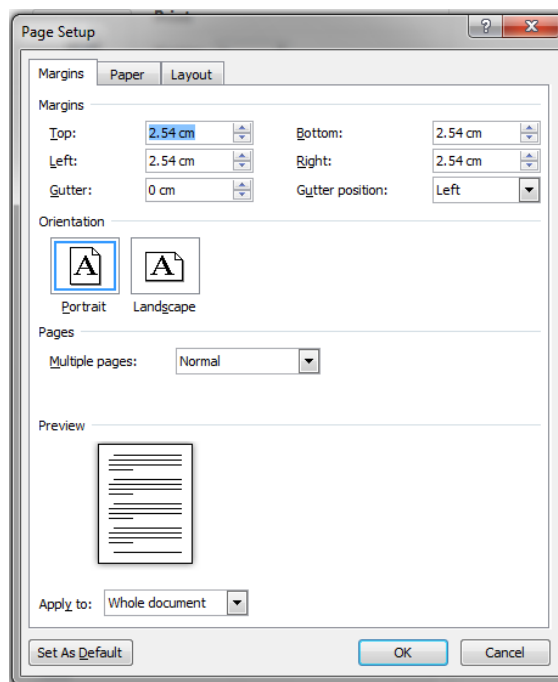 Page Setup
Margins Paper Layout
Margins
Top: 2.54 cm Bottom: 2.54 cm
Left: 2.54 cm Right: 2.54 cm
Gutter: 0 cm Gutter position: Left
Orientation
A A
Portrait Landscape
Pages
Multiple pages: Normal
Preview
Apply to: Whole document
Set As Default OK Cancel